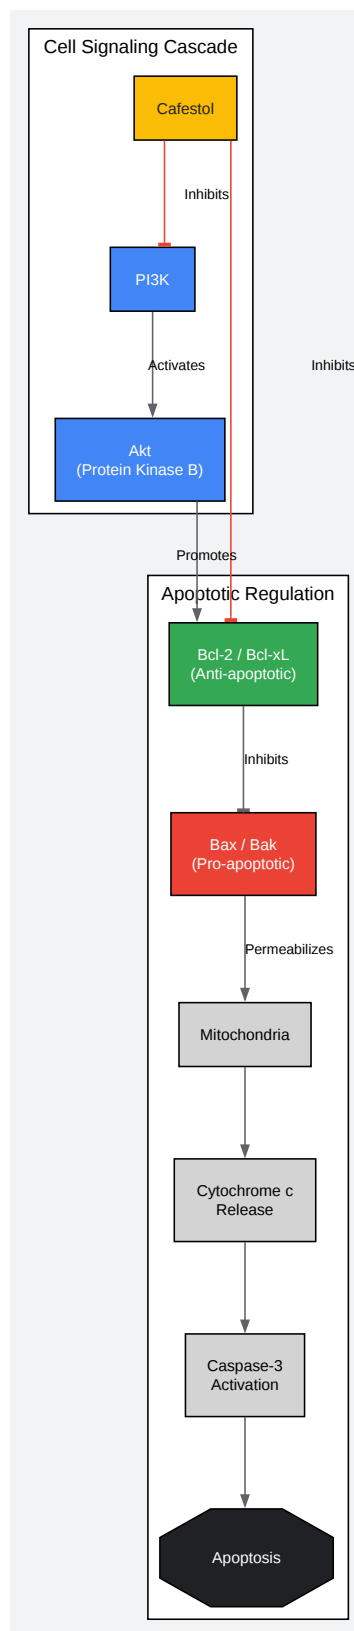 Cell Signaling Cascade
Cafestol
Inhibits
PI3K
Activates
Inhibits
Akt
(Protein Kinase B)
Promotes
Apoptotic Regulation
Bcl-2 / Bcl-xL
(Anti-apoptotic)
Inhibits
Bax / Bak
(Pro-apoptotic)
Permeabilizes
Mitochondria
Cytochrome c
Release
Caspase-3
Activation
Apoptosis